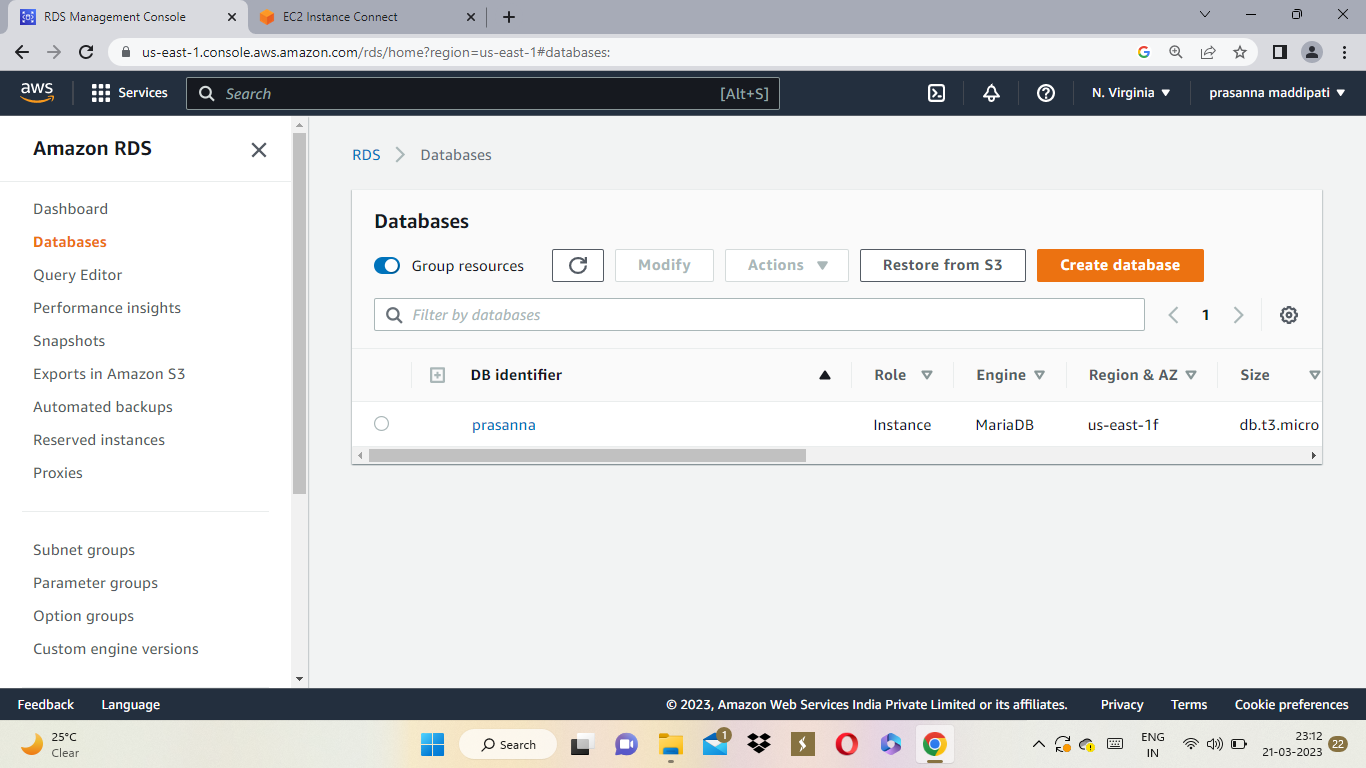 RDS Management Console
EC2 Instance Connect
us-east-1.console.aws.amazon.com/rds/home?region=us-east-1#databases:
aws
Services
Search
[Alt+S]
N. Virginia
prasanna maddipati
Amazon RDS
Dashboard
Databases
Query Editor
Performance insights
Snapshots
Exports in Amazon S3
Automated backups
Reserved instances
Proxies
Subnet groups
Parameter groups
Option groups
Custom engine versions
RDS
Databases
Databases
Group resources
Modify
Actions
Restore from S3
Create database
Filter by databases
1
DB identifier
Role
Engine
Region & AZ
Size
prasanna
Instance
MariaDB
us-east-1f
db.t3.micro
Feedback
Language
© 2023, Amazon Web Services India Private Limited or its affiliates.
Privacy
Terms
Cookie preferences
25°C
Clear
Search
1
ENG
IN
23:12
21-03-2023
22